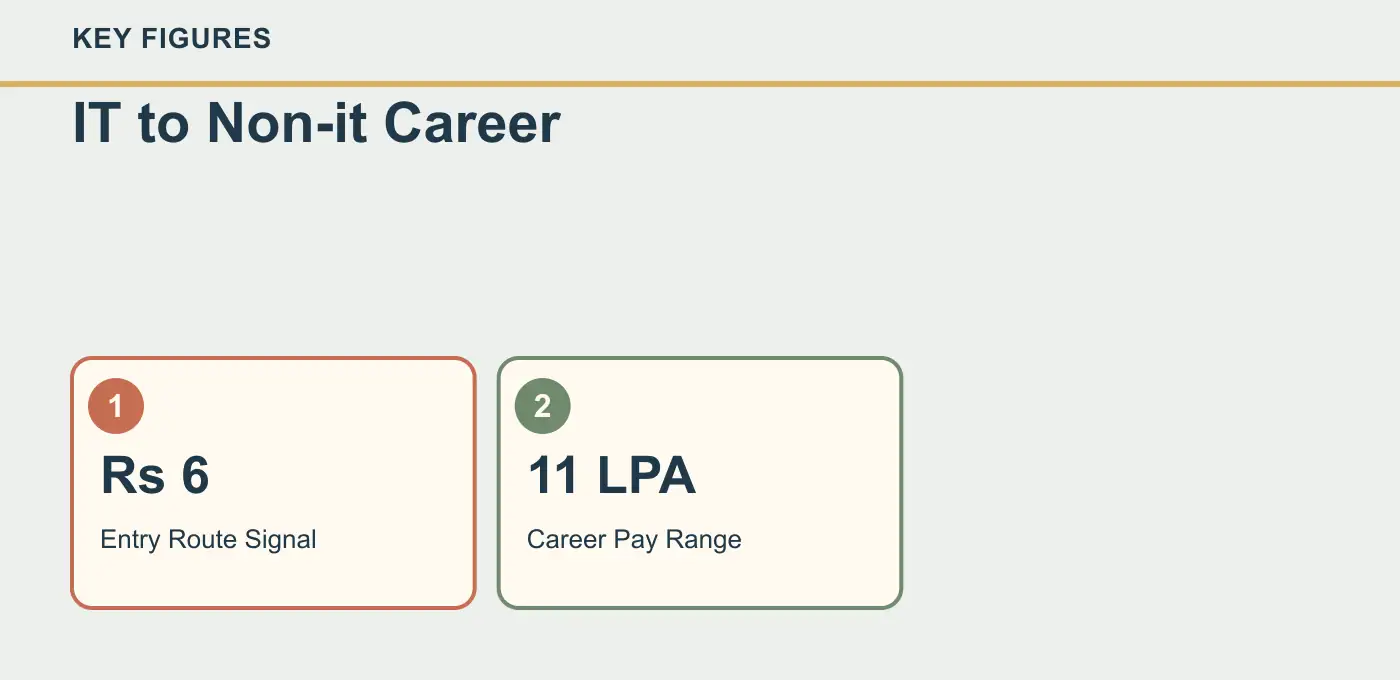 KEY FIGURES
IT to Non-it Career
1
Rs 6
Entry Route Signal
2
11 LPA
Career Pay Range